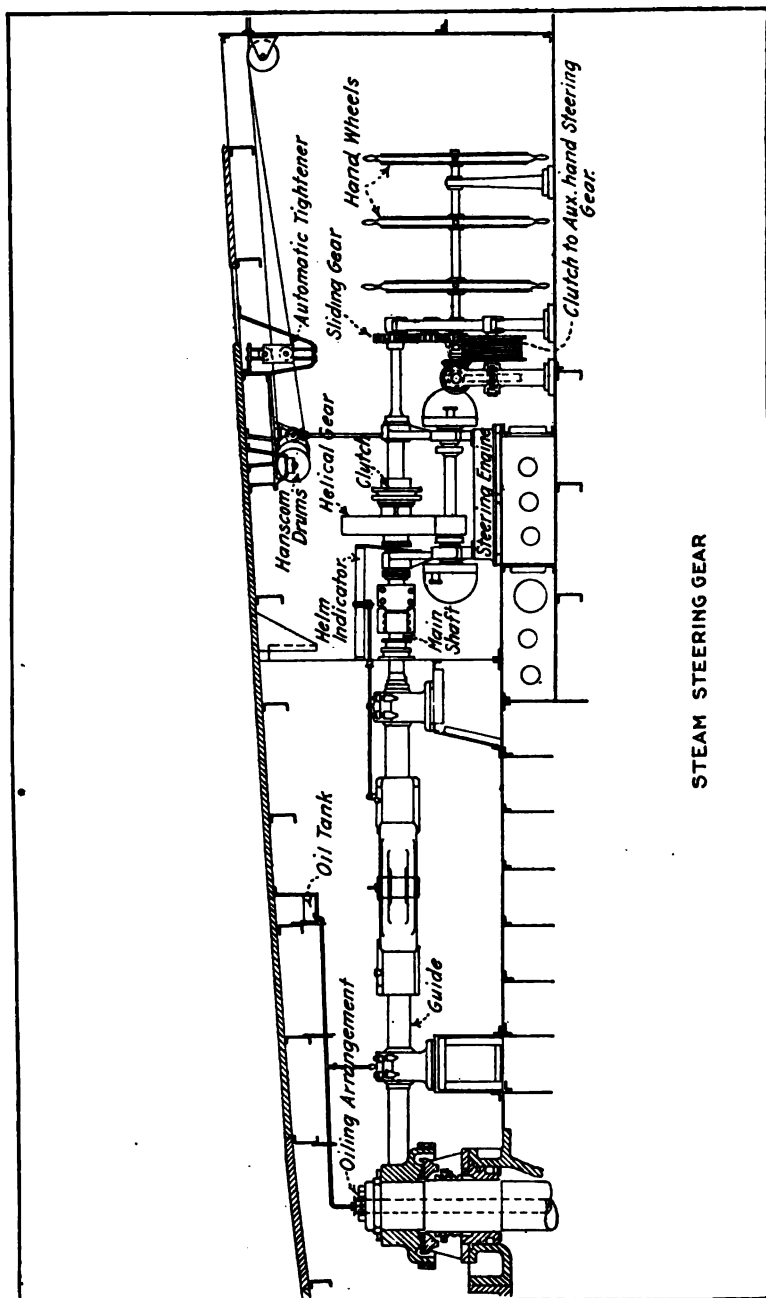 Oiling Arrangement
Oil Tank
Guide
Helm
Indicator
Main
Shaft
Hanscom
Drums
Helical Gear
Clutch
Steering Engine
Automatic Tightener
Sliding Gear
Hand Wheels
Clutch to Aux. hand Steering
Gear.
STEAM STEERING GEAR